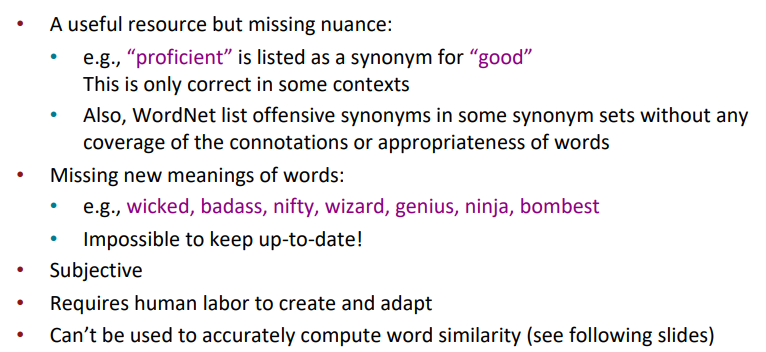 • A useful resource but missing nuance:
• e.g., “proficient” is listed as a synonym for “good”
This is only correct in some contexts
• Also, WordNet list offensive synonyms in some synonym sets without any
coverage of the connotations or appropriateness of words
• Missing new meanings of words:
• e.g., wicked, badass, nifty, wizard, genius, ninja, bombest
• Impossible to keep up-to-date!
• Subjective
• Requires human labor to create and adapt
• Can’t be used to accurately compute word similarity (see following slides)